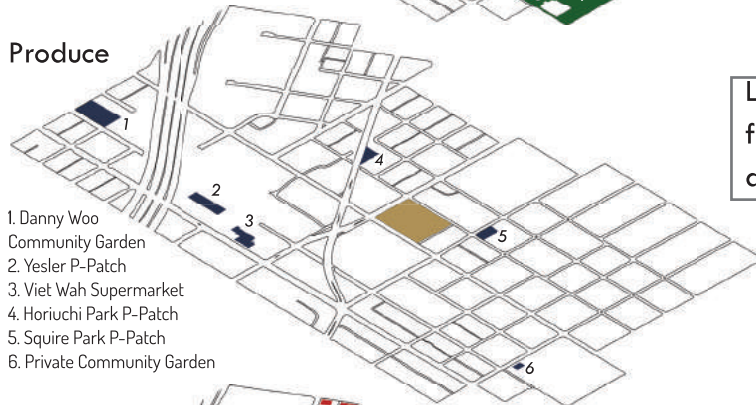 Produce
L
f
1
4
2
3
5
6
1. Danny Woo
Community Garden
2. Yesler P-Patch
3. Viet Wah Supermarket
4. Horiuchi Park P-Patch
5. Squire Park P-Patch
6. Private Community Garden